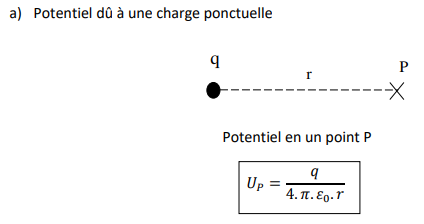 a) Potentiel dû à une charge ponctuelle
q
r
P
Potentiel en un point P
U_P = q / 4. π. ε_0. r